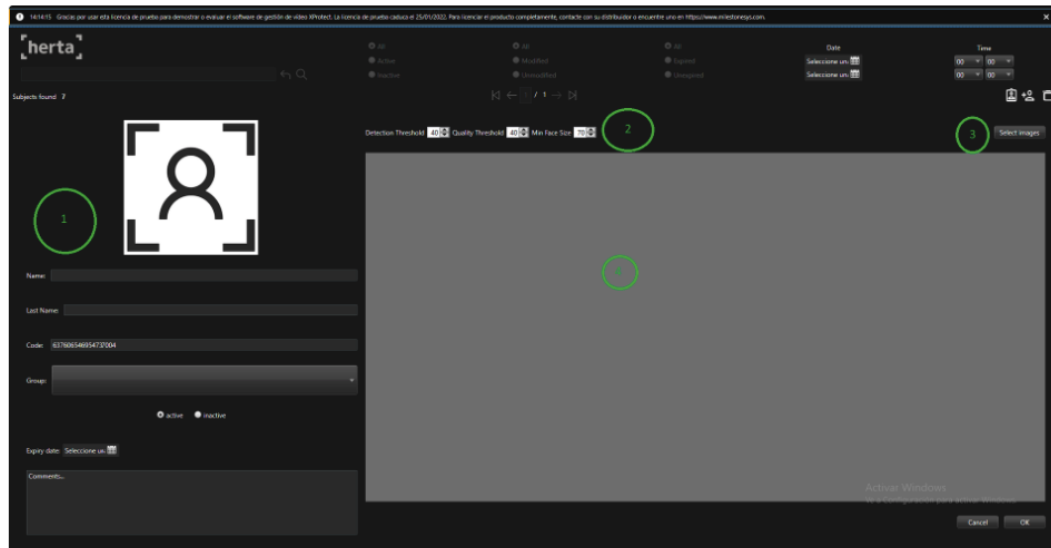 14:14:15 Gracias por usar esta licencia de prueba para demostrar o evaluar el software de gestión de vídeo XProtect. La licencia de prueba caduca el 25/01/2022. Para licenciar el producto completamente, contacte con su distribuidor o encuentre uno en https://www.milestonesys.com.
herta
All All All Date Time
Active Modified Expired Seleccione un: 00 00
Inactive Unmodified Unexpired Seleccione un: 00 00
Subjects found 7
/ 1
Detection Threshold 40 Quality Threshold 40 Min Face Size 70 2 3 Select images
1
Name:
Last Name:
Code:
Group:
active inactive
Expiry date: Seleccione un:
Comments...
Activar Windows
Ve a Configuración para activar Windows.
Cancel OK